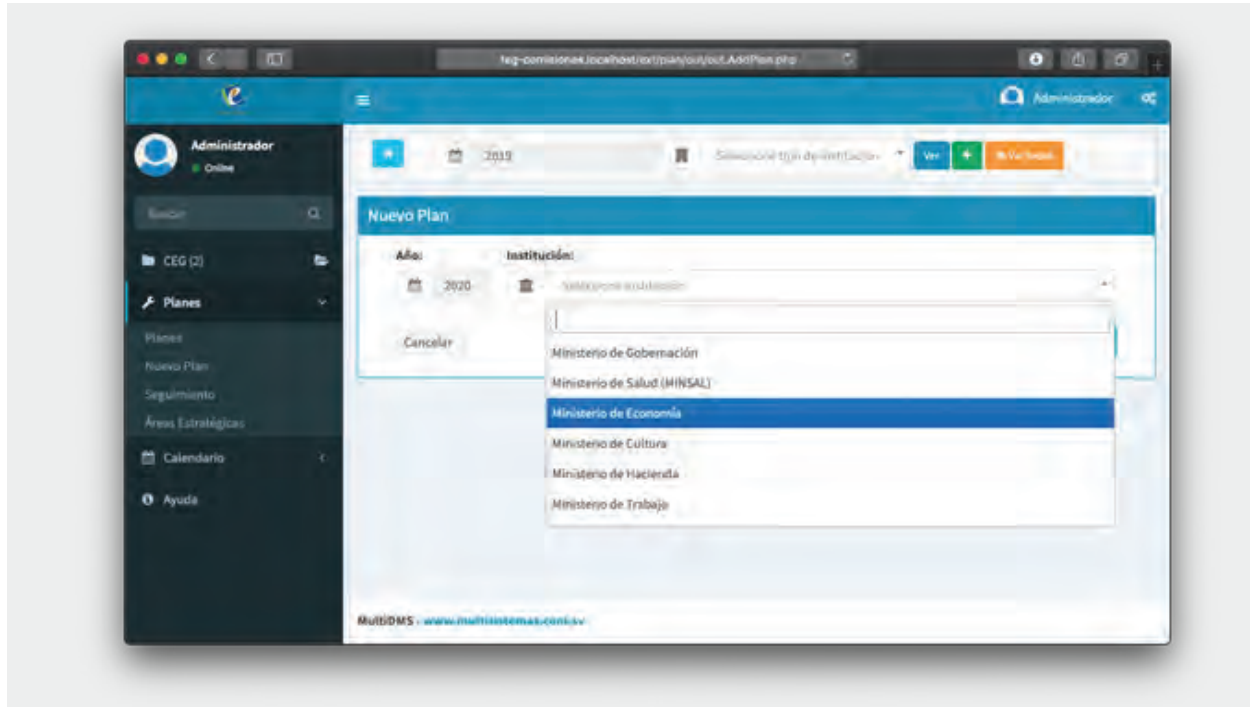 Administrador
Administrador
Online
2019
Ver
Buscar
Nuevo Plan
CEG (2)
Año:
Institución:
2020
Planes
Cancelar
Planes
Nuevo Plan
Seguimiento
Áreas Estratégicas
Ministerio de Gobernación
Ministerio de Salud (MINSAL)
Ministerio de Economía
Ministerio de Cultura
Ministerio de Hacienda
Ministerio de Trabajo
Calendario
Ayuda
MultiDMS - www.multisistemas.com.sv